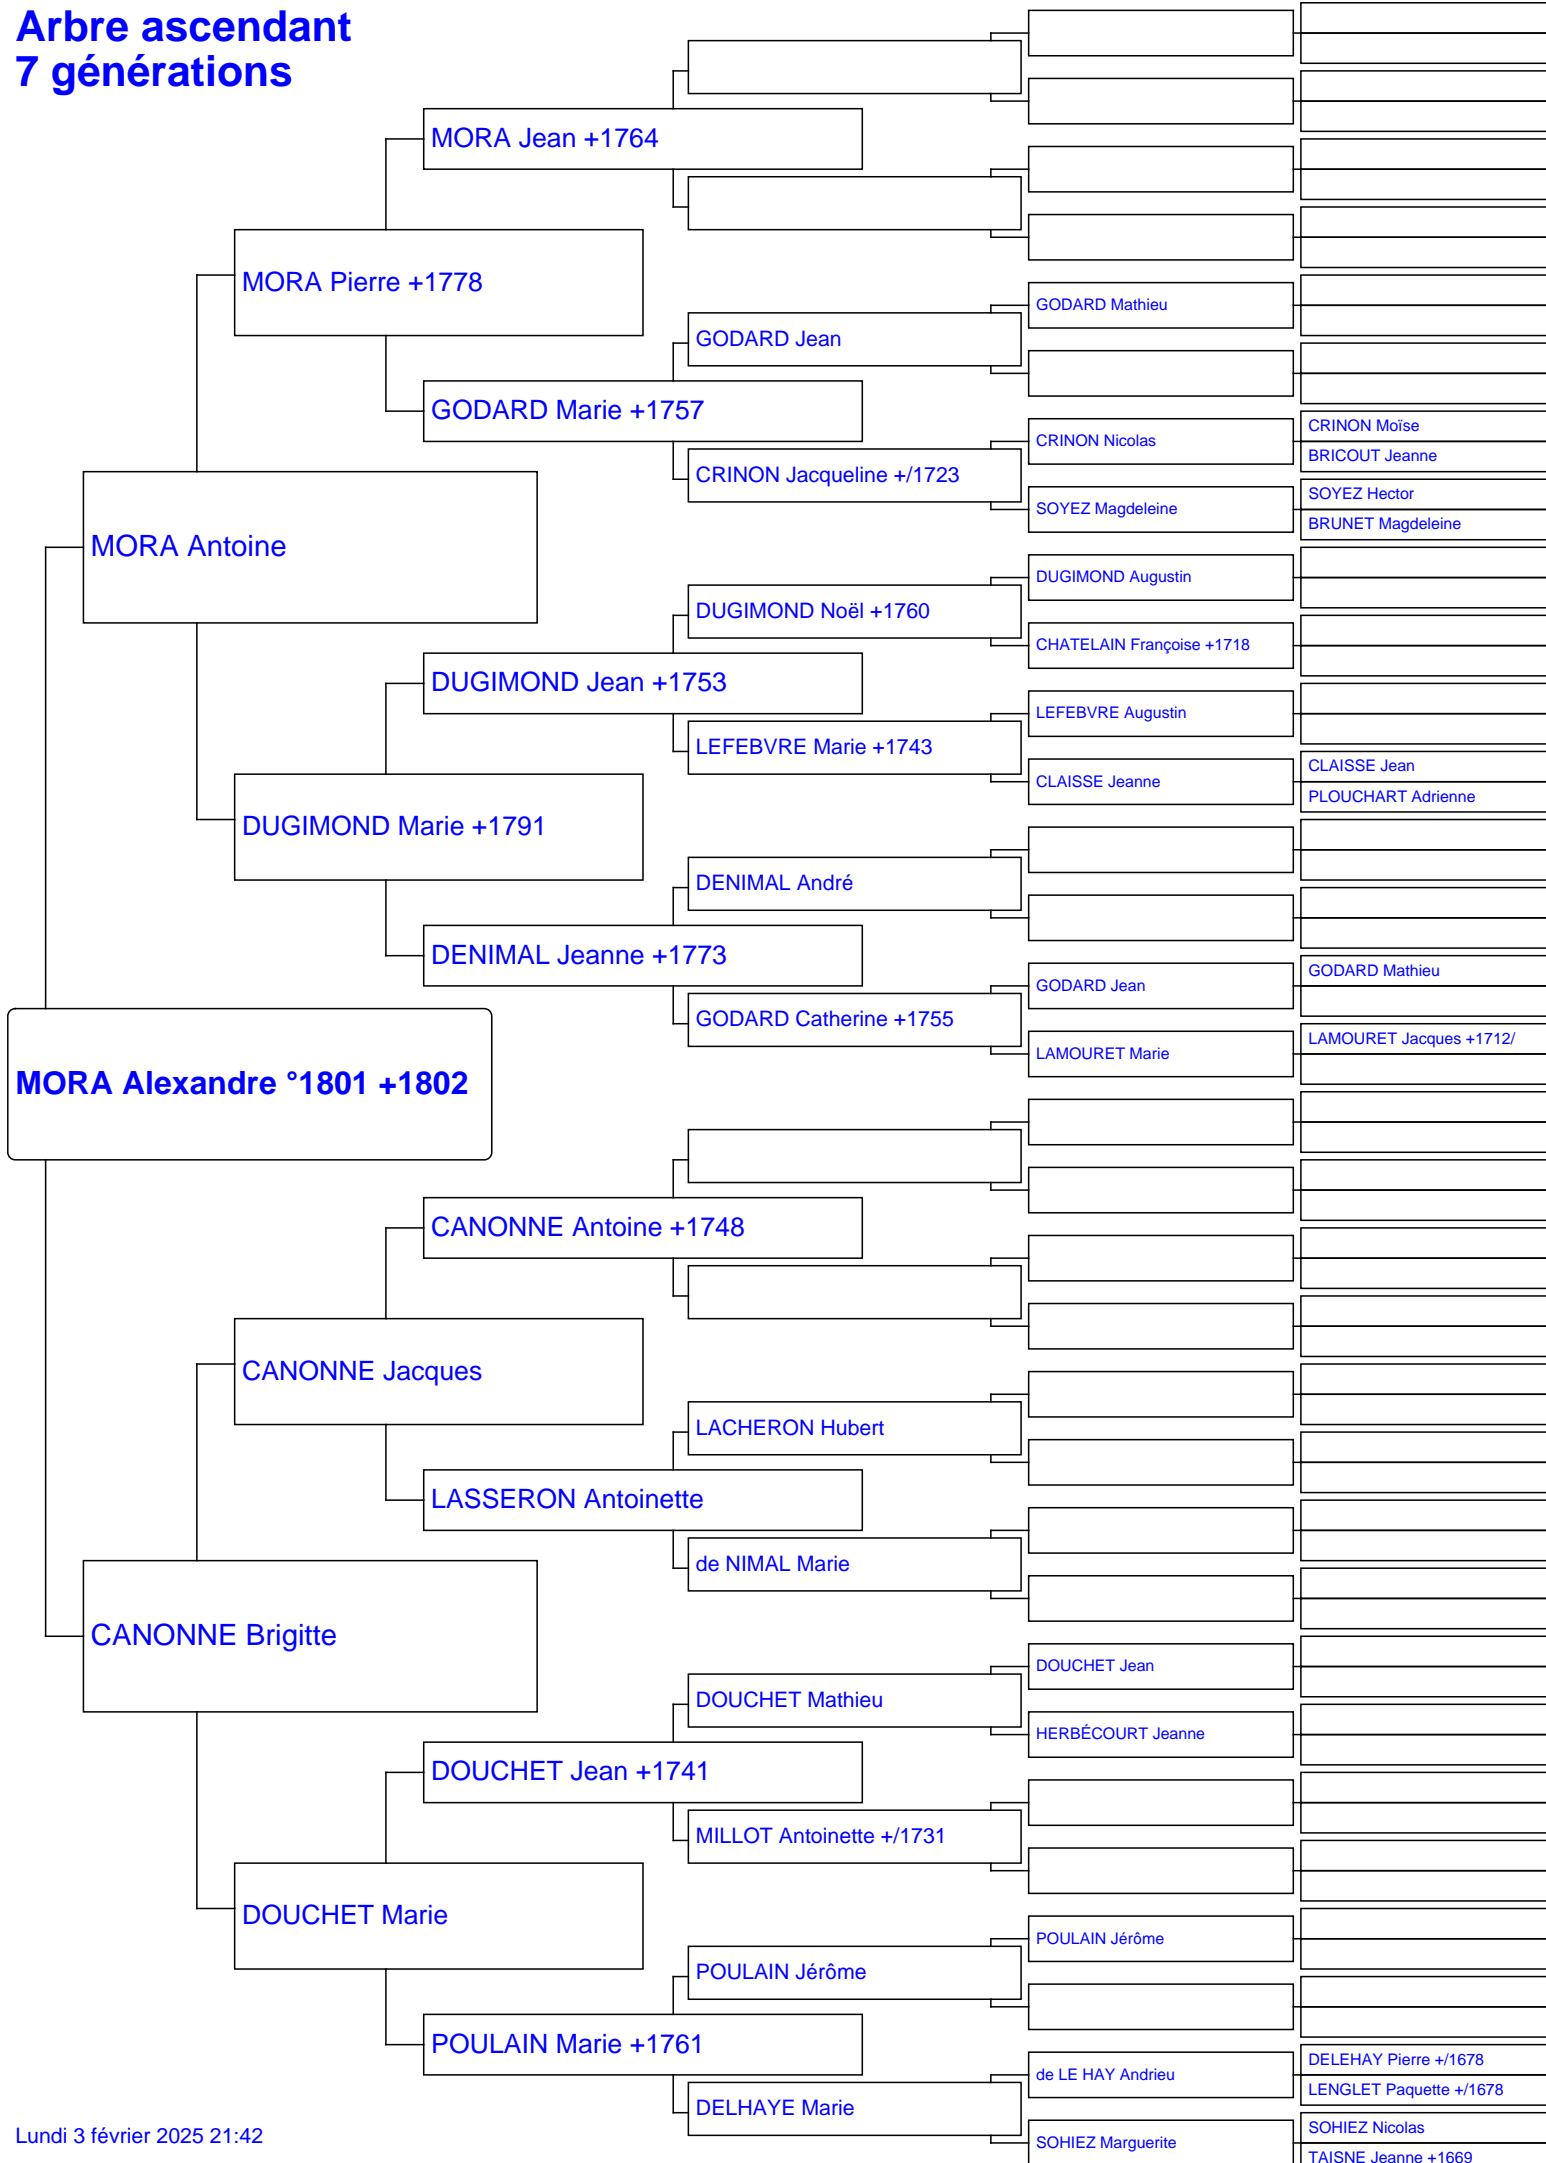 Arbre ascendant
7 générations
MORA Jean +1764
MORA Pierre +1778
GODARD Mathieu
GODARD Jean
GODARD Marie +1757
CRINON Moïse
CRINON Nicolas
BRICOUT Jeanne
CRINON Jacqueline +/1723
SOYEZ Hector
SOYEZ Magdeleine
BRUNET Magdeleine
MORA Antoine
DUGIMOND Augustin
DUGIMOND Noël +1760
CHATELAIN Françoise +1718
DUGIMOND Jean +1753
LEFEBVRE Augustin
LEFEBVRE Marie +1743
CLAISSE Jean
CLAISSE Jeanne
PLOUCHART Adrienne
DUGIMOND Marie +1791
DENIMAL André
DENIMAL Jeanne +1773
GODARD Mathieu
GODARD Jean
GODARD Catherine +1755
LAMOURET Jacques +1712/
LAMOURET Marie
MORA Alexandre °1801 +1802
CANONNE Antoine +1748
CANONNE Jacques
LACHERON Hubert
LASSERON Antoinette
de NIMAL Marie
CANONNE Brigitte
DOUCHET Jean
DOUCHET Mathieu
HERBÉCOURT Jeanne
DOUCHET Jean +1741
MILLOT Antoinette +/1731
DOUCHET Marie
POULAIN Jérôme
POULAIN Jérôme
POULAIN Marie +1761
DELEHAY Pierre +/1678
de LE HAY Andrieu
LENGLET Paquette +/1678
DELHAYE Marie
SOHIEZ Nicolas
SOHIEZ Marguerite
TAISNE Jeanne +1669
Lundi 3 février 2025 21:42